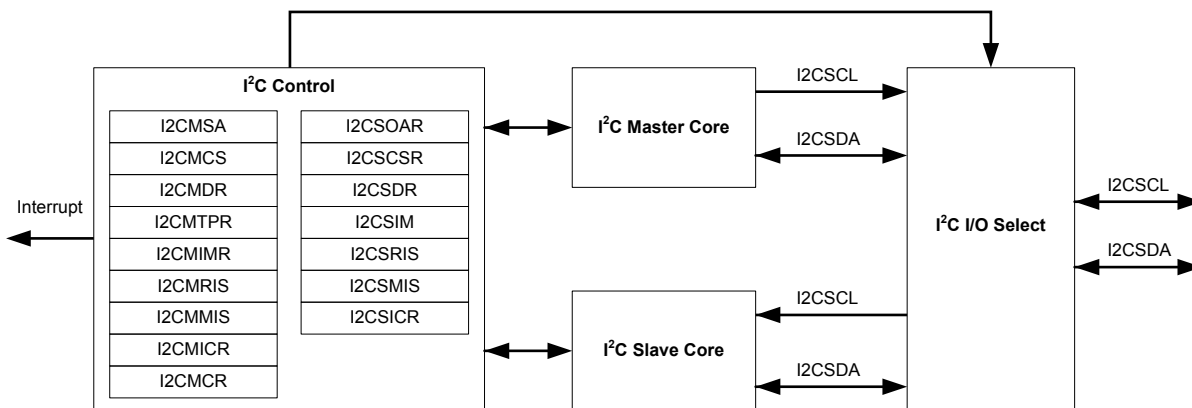 I²C Control
I2CMSA
I2CMCS
I2CMDR
I2CMTPR
I2CMIMR
I2CMRIS
I2CMMIS
I2CMICR
I2CMCR
I2CSOAR
I2CSCSR
I2CSDR
I2CSIM
I2CSRIS
I2CSMIS
I2CSICR
Interrupt
I²C Master Core
I2CSCL
I2CSDA
I²C Slave Core
I2CSCL
I2CSDA
I²C I/O Select
I2CSCL
I2CSDA